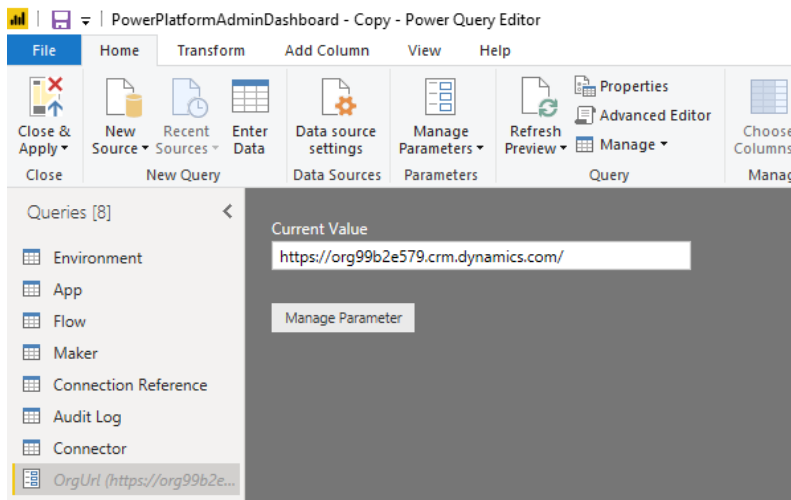 PowerPlatformAdminDashboard - Copy - Power Query Editor
File Home Transform Add Column View Help
Close & Apply
New Source
Recent Sources
Enter Data
Data source settings
Manage Parameters
Refresh Preview
Properties
Advanced Editor
Manage
Choose Columns
Close New Query Data Sources Parameters Query Manag
Queries [8]
Environment
App
Flow
Maker
Connection Reference
Audit Log
Connector
OrgUrl (https://org99b2e...
Current Value
https://org99b2e579.crm.dynamics.com/
Manage Parameter